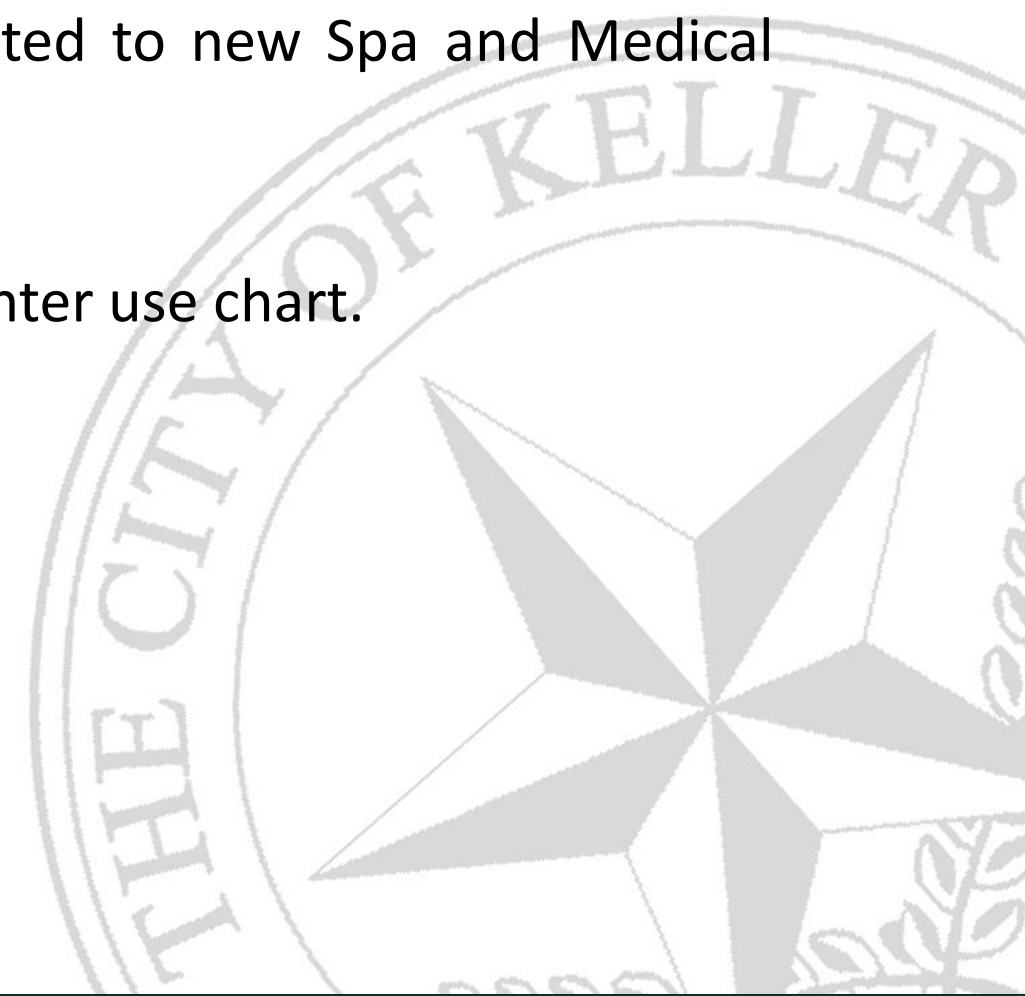 ted to new Spa and Medical
nter use chart.
THE CITY OF KELLER